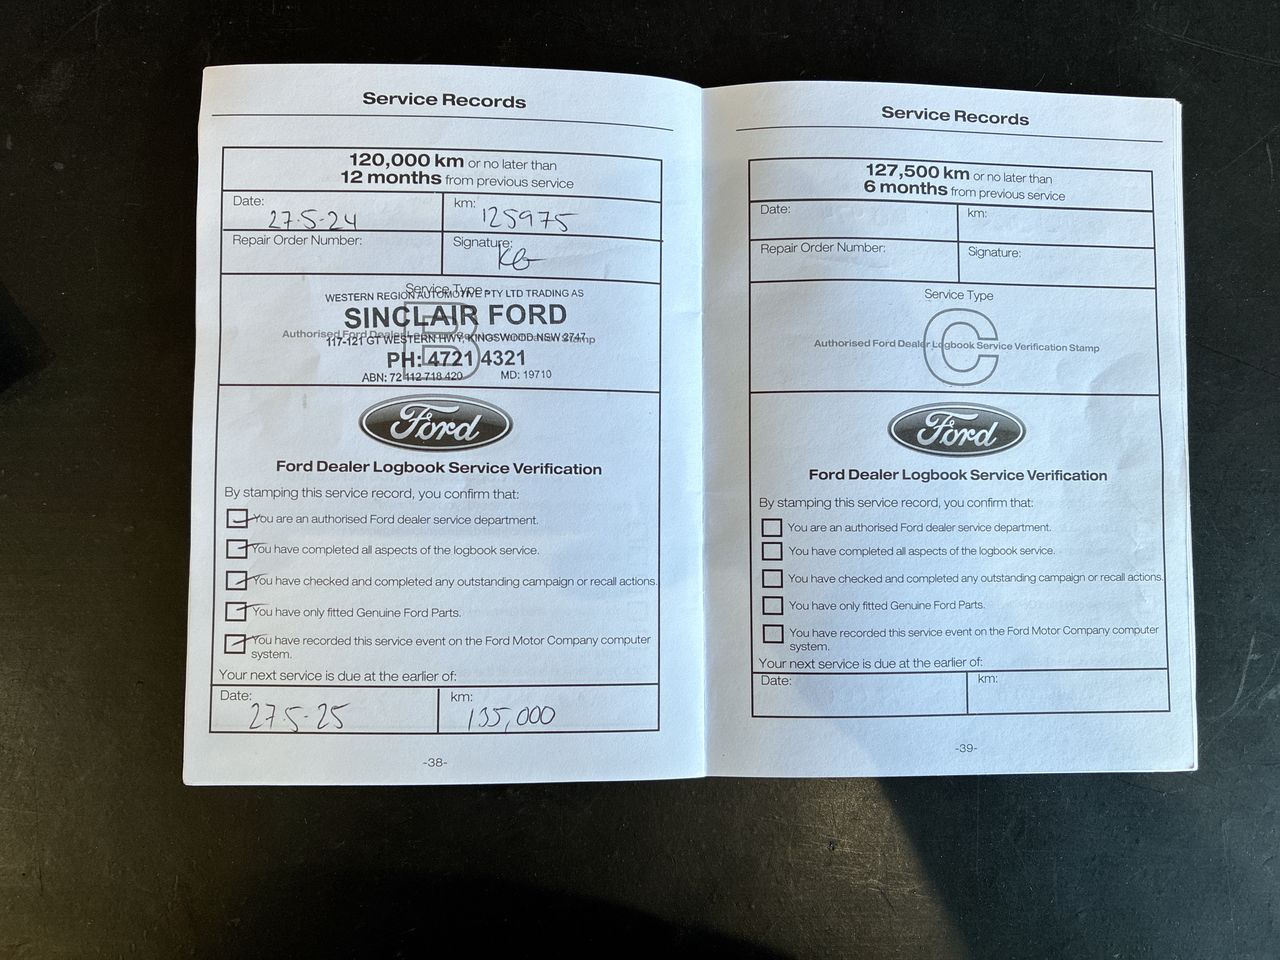 Service Records
120,000 km or no later than
12 months from previous service
Date:
27-5-24
km:
125975
Repair Order Number:
Signature:
KG
Service Type
B
Authorised Ford Dealer Logbook Service Verification Stamp
WESTERN REGION AUTOMOTIVE PTY LTD TRADING AS
SINCLAIR FORD
117-121 GT WESTERN HWY, KINGSWOOD NSW 2747
PH: 4721 4321
ABN: 72 112 718 420 MD: 19710
Ford
Ford Dealer Logbook Service Verification
By stamping this service record, you confirm that:
You are an authorised Ford dealer service department.
You have completed all aspects of the logbook service.
You have checked and completed any outstanding campaign or recall actions.
You have only fitted Genuine Ford Parts.
You have recorded this service event on the Ford Motor Company computer
system.
Your next service is due at the earlier of:
Date:
27-5-25
km:
135,000
-38-
Service Records
127,500 km or no later than
6 months from previous service
Date:
km:
Repair Order Number:
Signature:
Service Type
C
Authorised Ford Dealer Logbook Service Verification Stamp
Ford
Ford Dealer Logbook Service Verification
By stamping this service record, you confirm that:
You are an authorised Ford dealer service department.
You have completed all aspects of the logbook service.
You have checked and completed any outstanding campaign or recall actions.
You have only fitted Genuine Ford Parts.
You have recorded this service event on the Ford Motor Company computer
system.
Your next service is due at the earlier of:
Date:
km:
-39-